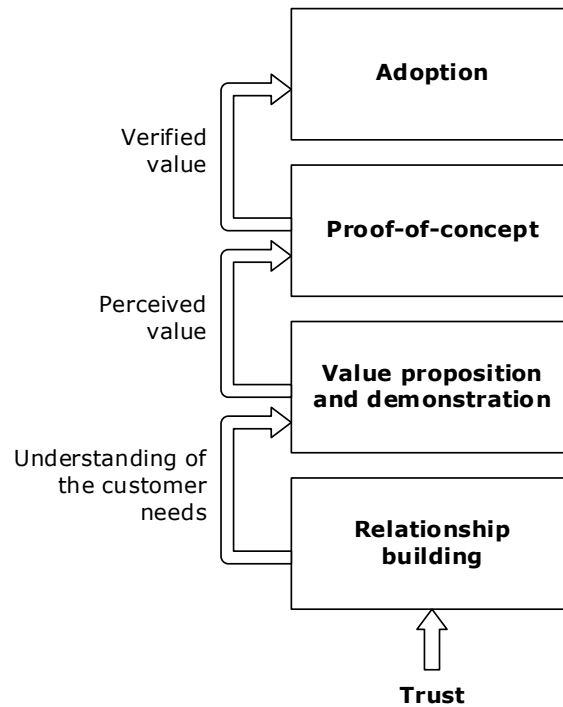 Adoption
Verified
value
Proof-of-concept
Perceived
value
Value proposition
and demonstration
Understanding of
the customer
needs
Relationship
building
Trust